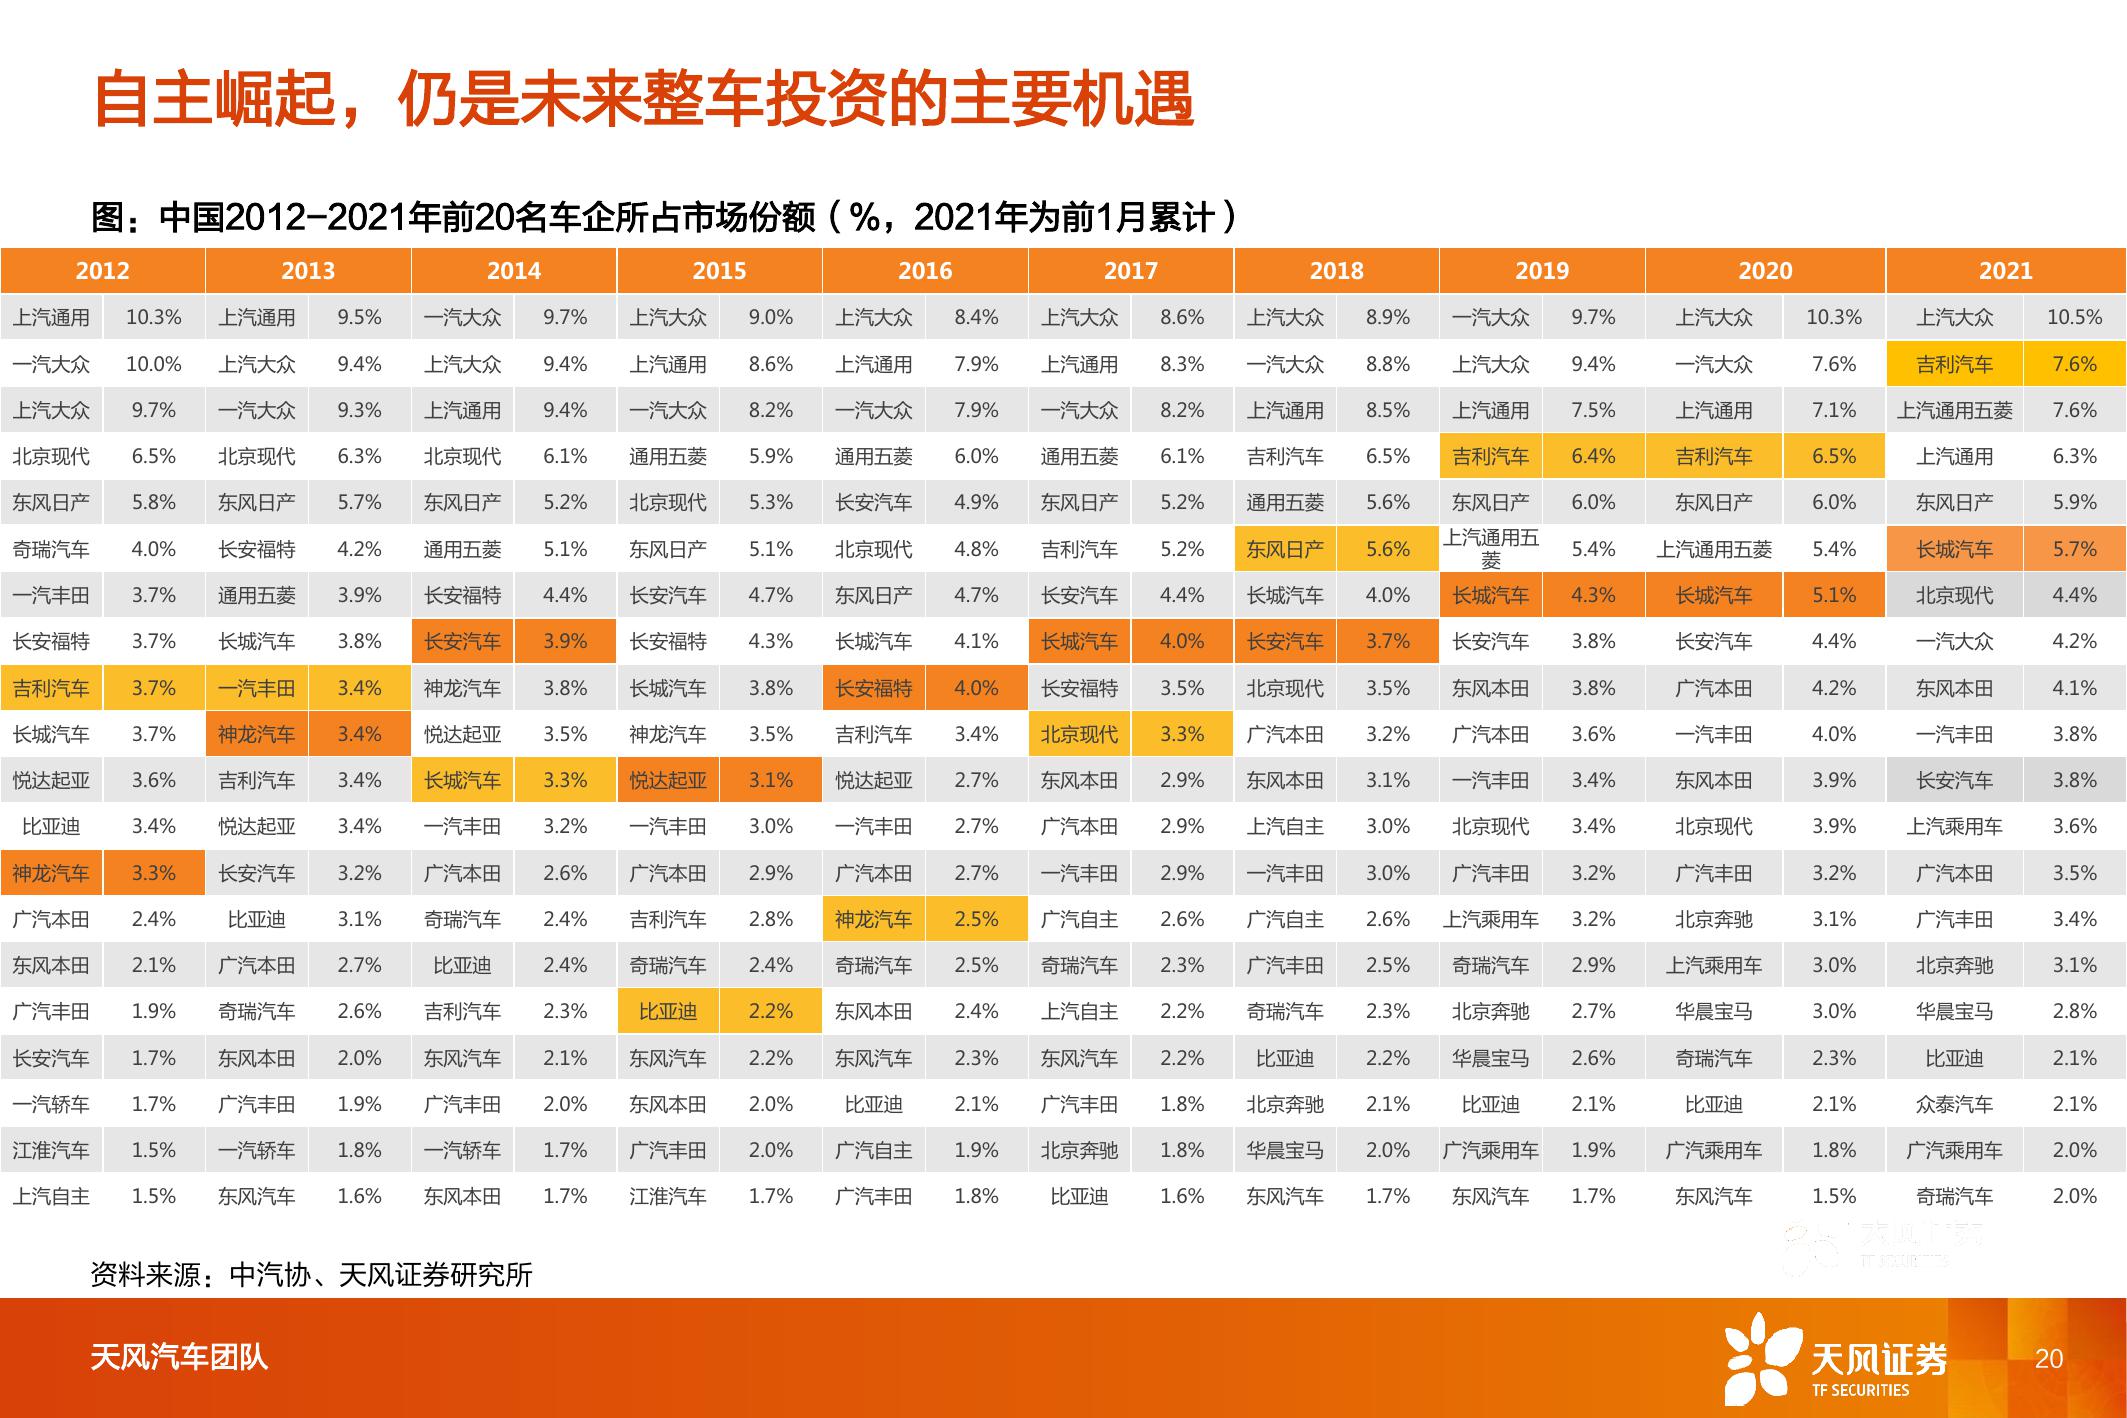 自主崛起，仍是未来整车投资的主要机遇
图：中国2012-2021年前20名车企所占市场份额（%，2021年为前1月累计）
2012 2013 2014 2015 2016 2017 2018 2019 2020 2021
上汽通用 10.3% 上汽通用 9.5% 一汽大众 9.7% 上汽大众 9.0% 上汽大众 8.4% 上汽大众 8.6% 上汽大众 8.9% 一汽大众 9.7% 上汽大众 10.3% 上汽大众 10.5%
一汽大众 10.0% 上汽大众 9.4% 上汽大众 9.4% 上汽通用 8.6% 上汽通用 7.9% 上汽通用 8.3% 一汽大众 8.8% 上汽大众 9.4% 一汽大众 7.6% 吉利汽车 7.6%
上汽大众 9.7% 一汽大众 9.3% 上汽通用 9.4% 一汽大众 8.2% 一汽大众 7.9% 一汽大众 8.2% 上汽通用 8.5% 上汽通用 7.5% 上汽通用 7.1% 上汽通用五菱 7.6%
北京现代 6.5% 北京现代 6.3% 北京现代 6.1% 通用五菱 5.9% 通用五菱 6.0% 通用五菱 6.1% 吉利汽车 6.5% 吉利汽车 6.4% 吉利汽车 6.5% 上汽通用 6.3%
东风日产 5.8% 东风日产 5.7% 东风日产 5.2% 北京现代 5.3% 长安汽车 4.9% 东风日产 5.2% 通用五菱 5.6% 东风日产 6.0% 东风日产 6.0% 东风日产 5.9%
奇瑞汽车 4.0% 长安福特 4.2% 通用五菱 5.1% 东风日产 5.1% 北京现代 4.8% 吉利汽车 5.2% 东风日产 5.6% 上汽通用五菱 5.4% 上汽通用五菱 5.4% 长城汽车 5.7%
一汽丰田 3.7% 通用五菱 3.9% 长安福特 4.4% 长安汽车 4.7% 东风日产 4.7% 长安汽车 4.4% 长城汽车 4.0% 长城汽车 4.3% 长城汽车 5.1% 北京现代 4.4%
长安福特 3.7% 长城汽车 3.8% 长安汽车 3.9% 长安福特 4.3% 长城汽车 4.1% 长城汽车 4.0% 长安汽车 3.7% 长安汽车 3.8% 长安汽车 4.4% 一汽大众 4.2%
吉利汽车 3.7% 一汽丰田 3.4% 神龙汽车 3.8% 长城汽车 3.8% 长安福特 4.0% 长安福特 3.5% 北京现代 3.5% 东风本田 3.8% 广汽本田 4.2% 东风本田 4.1%
长城汽车 3.7% 神龙汽车 3.4% 悦达起亚 3.5% 神龙汽车 3.5% 吉利汽车 3.4% 北京现代 3.3% 广汽本田 3.2% 广汽本田 3.6% 一汽丰田 4.0% 一汽丰田 3.8%
悦达起亚 3.6% 吉利汽车 3.4% 长城汽车 3.3% 悦达起亚 3.1% 悦达起亚 2.7% 东风本田 2.9% 东风本田 3.1% 一汽丰田 3.4% 东风本田 3.9% 长安汽车 3.8%
比亚迪 3.4% 悦达起亚 3.4% 一汽丰田 3.2% 一汽丰田 3.0% 一汽丰田 2.7% 广汽本田 2.9% 上汽自主 3.0% 北京现代 3.4% 北京现代 3.9% 上汽乘用车 3.6%
神龙汽车 3.3% 长安汽车 3.2% 广汽本田 2.6% 广汽本田 2.9% 广汽本田 2.7% 一汽丰田 2.9% 一汽丰田 3.0% 广汽丰田 3.2% 广汽丰田 3.2% 广汽本田 3.5%
广汽本田 2.4% 比亚迪 3.1% 奇瑞汽车 2.4% 吉利汽车 2.8% 神龙汽车 2.5% 广汽自主 2.6% 广汽自主 2.6% 上汽乘用车 3.2% 北京奔驰 3.1% 广汽丰田 3.4%
东风本田 2.1% 广汽本田 2.7% 比亚迪 2.4% 奇瑞汽车 2.4% 奇瑞汽车 2.5% 奇瑞汽车 2.3% 广汽丰田 2.5% 奇瑞汽车 2.9% 上汽乘用车 3.0% 北京奔驰 3.1%
广汽丰田 1.9% 奇瑞汽车 2.6% 吉利汽车 2.3% 比亚迪 2.2% 东风本田 2.4% 上汽自主 2.2% 奇瑞汽车 2.3% 北京奔驰 2.7% 华晨宝马 3.0% 华晨宝马 2.8%
长安汽车 1.7% 东风本田 2.0% 东风汽车 2.1% 东风汽车 2.2% 东风汽车 2.3% 东风汽车 2.2% 比亚迪 2.2% 华晨宝马 2.6% 奇瑞汽车 2.3% 比亚迪 2.1%
一汽轿车 1.7% 广汽丰田 1.9% 广汽丰田 2.0% 东风本田 2.0% 比亚迪 2.1% 广汽丰田 1.8% 北京奔驰 2.1% 比亚迪 2.1% 比亚迪 2.1% 众泰汽车 2.1%
江淮汽车 1.5% 一汽轿车 1.8% 一汽轿车 1.7% 广汽丰田 2.0% 广汽自主 1.9% 北京奔驰 1.8% 华晨宝马 2.0% 广汽乘用车 1.9% 广汽乘用车 1.8% 广汽乘用车 2.0%
上汽自主 1.5% 东风汽车 1.6% 东风本田 1.7% 江淮汽车 1.7% 广汽丰田 1.8% 比亚迪 1.6% 东风汽车 1.7% 东风汽车 1.7% 东风汽车 1.5% 奇瑞汽车 2.0%
资料来源：中汽协、天风证券研究所
天风汽车团队
天风证券
TF SECURITIES
20